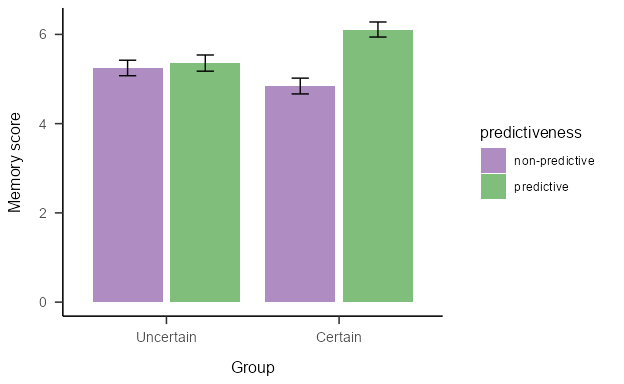 6
4
2
0
Memory score
Uncertain
Certain
Group
predictiveness
non-predictive
predictive